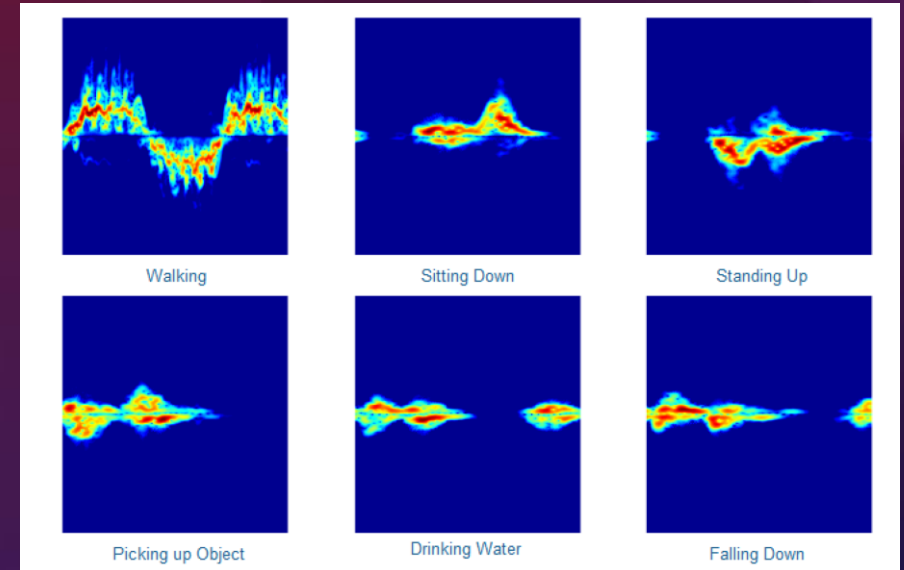 Walking
Sitting Down
Standing Up
Picking up Object
Drinking Water
Falling Down